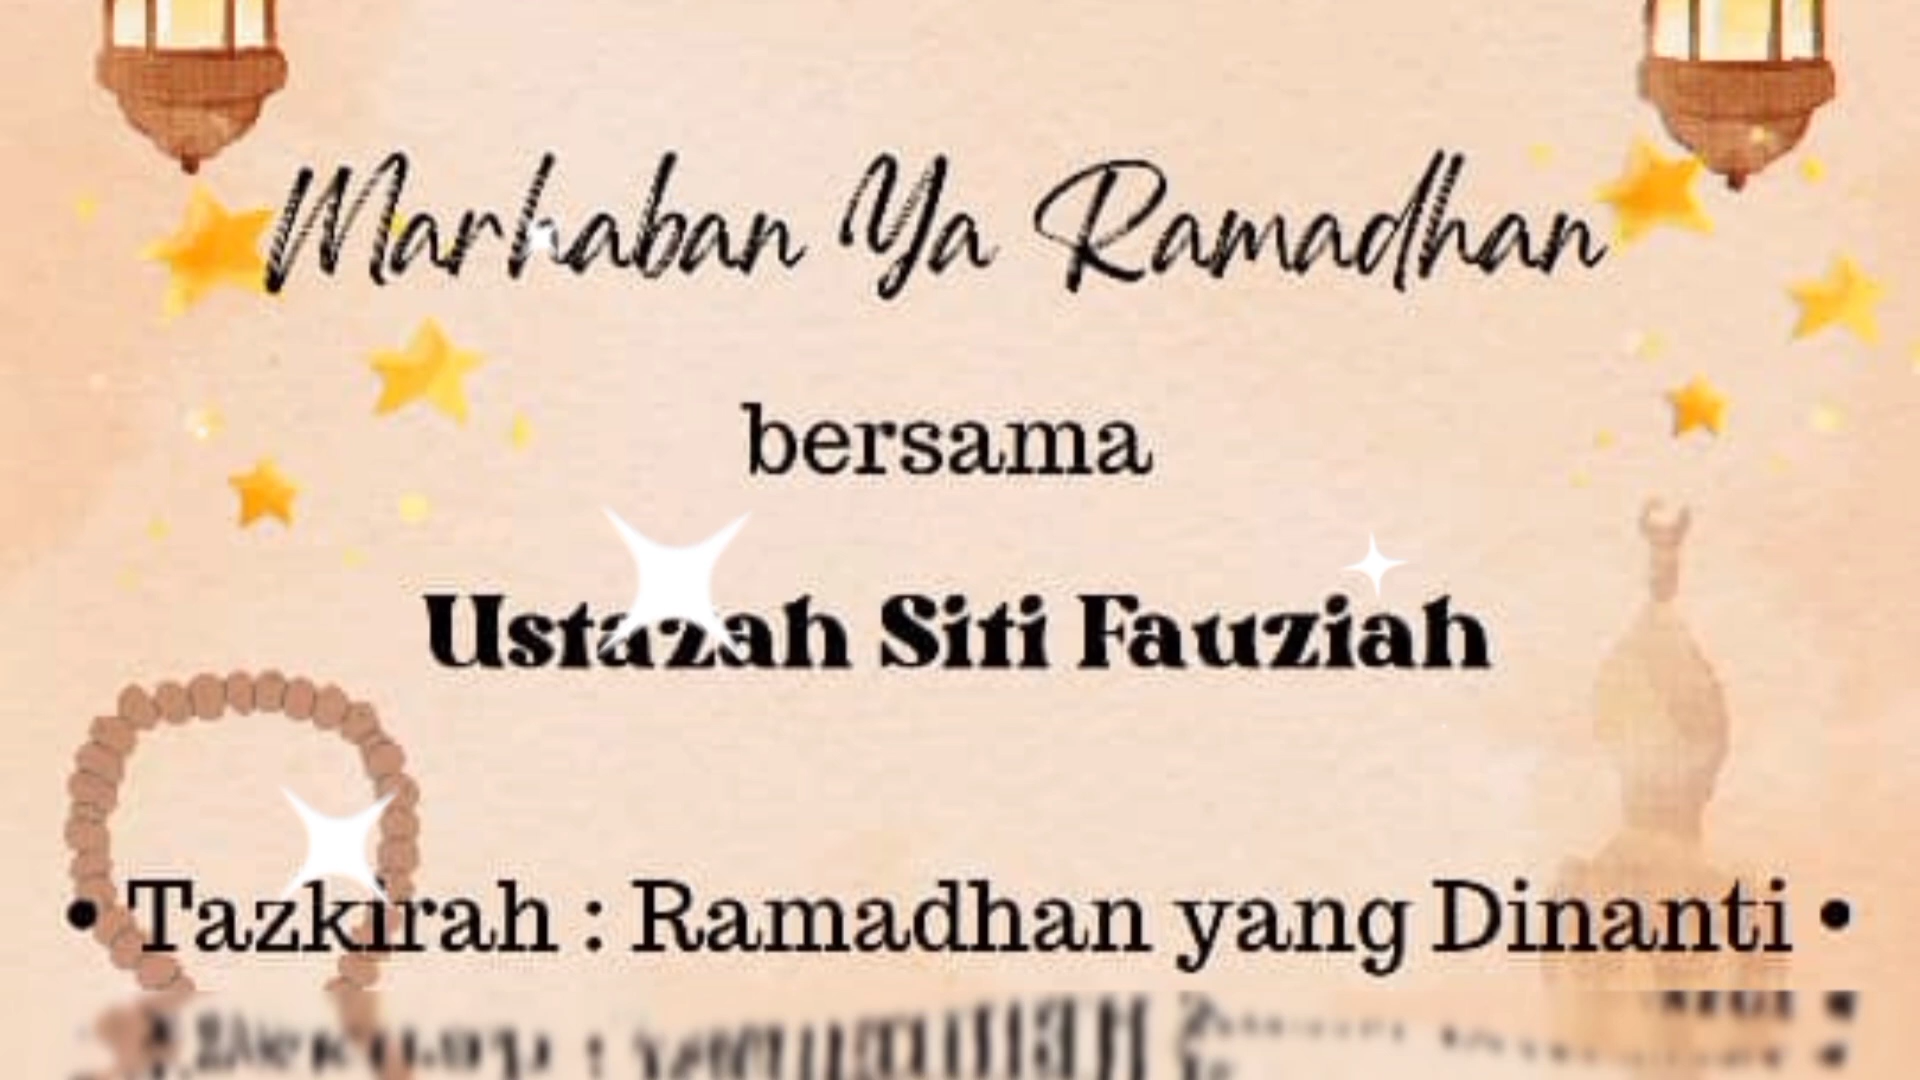 Marhaban Ya Ramadhan
bersama
Ustazah Siti Fauziah
• Tazkirah : Ramadhan yang Dinanti •